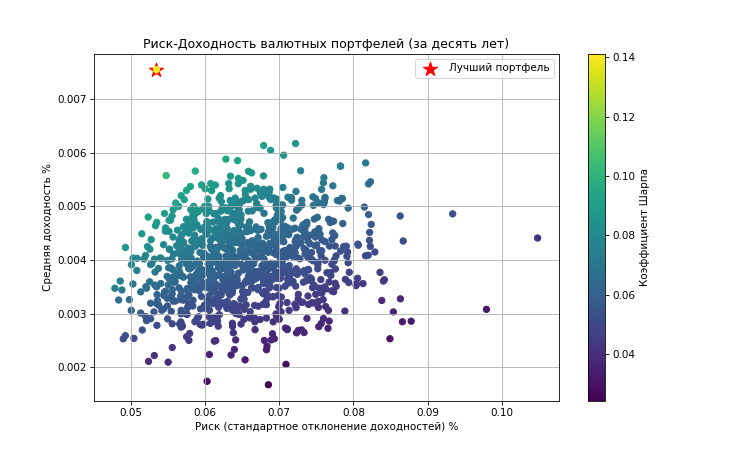 Риск-Доходность валютных портфелей (за десять лет)
Лучший портфель
Средняя доходность %
0.007
0.006
0.005
0.004
0.003
0.002
0.05 0.06 0.07 0.08 0.09 0.10
Риск (стандартное отклонение доходностей) %
0.14
0.12
0.10
0.08
0.06
0.04
Коэффициент Шарпа